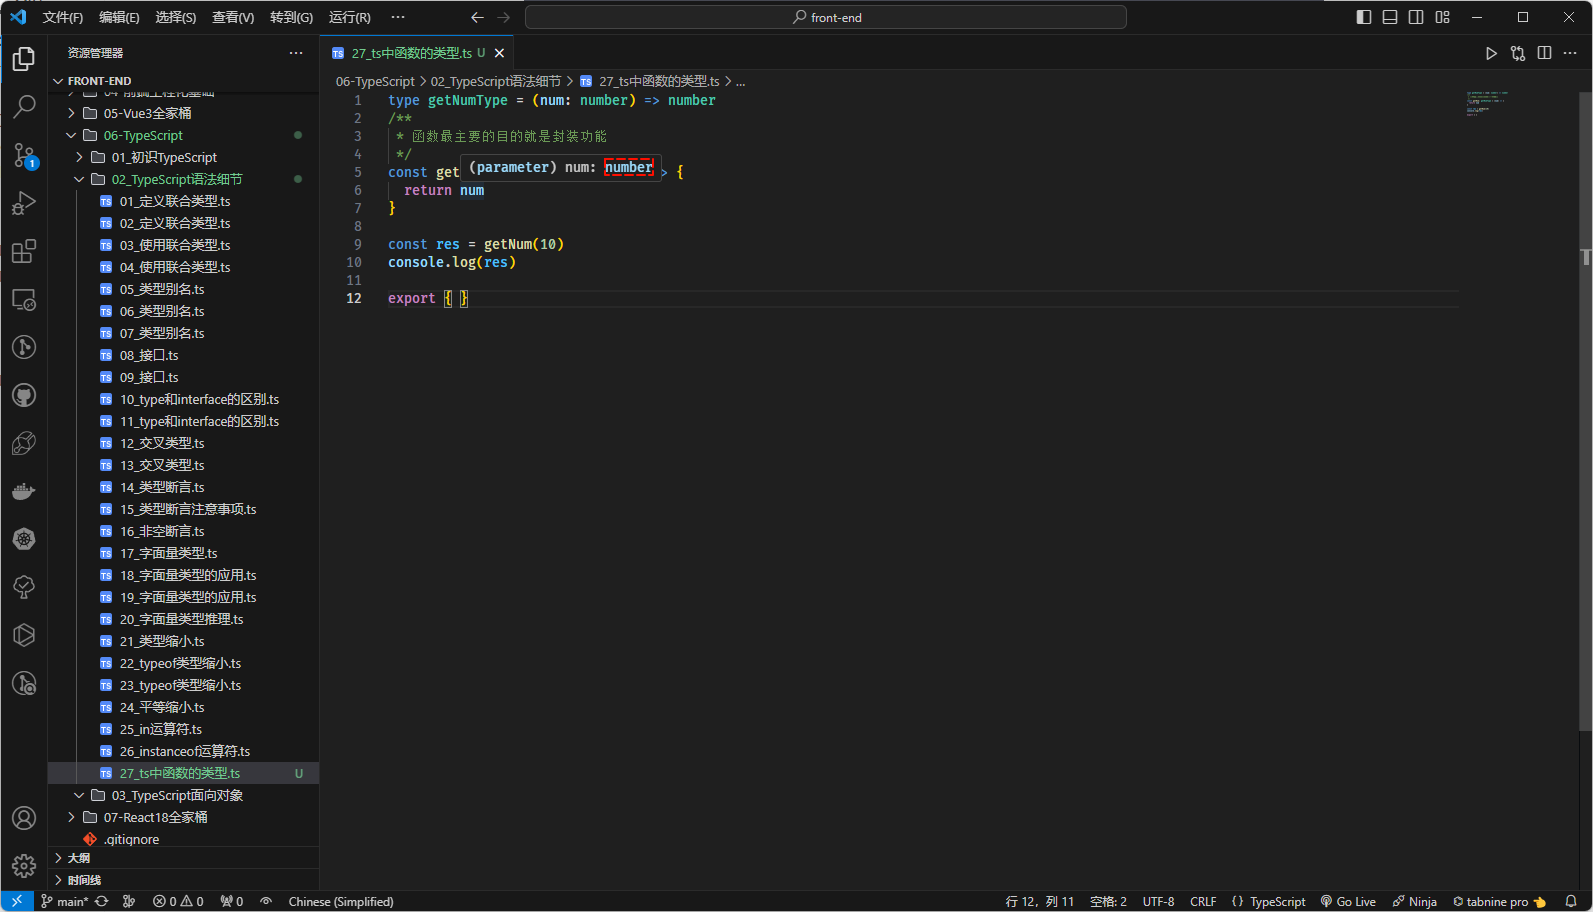 文件(F) 编辑(E) 选择(S) 查看(V) 转到(G) 运行(R) ··· front-end
资源管理器 ···
27_ts中函数的类型.ts U
06-TypeScript > 02_TypeScript语法细节 > 27_ts中函数的类型.ts > ...
FRONT-END
04-前端工程化基础
05-Vue3全家桶
06-TypeScript
01_初识TypeScript
02_TypeScript语法细节
01_定义联合类型.ts
02_定义联合类型.ts
03_使用联合类型.ts
04_使用联合类型.ts
05_类型别名.ts
06_类型别名.ts
07_类型别名.ts
08_接口.ts
09_接口.ts
10_type和interface的区别.ts
11_type和interface的区别.ts
12_交叉类型.ts
13_交叉类型.ts
14_类型断言.ts
15_类型断言注意事项.ts
16_非空断言.ts
17_字面量类型.ts
18_字面量类型的应用.ts
19_字面量类型的应用.ts
20_字面量类型推理.ts
21_类型缩小.ts
22_typeof类型缩小.ts
23_typeof类型缩小.ts
24_平等缩小.ts
25_in运算符.ts
26_instanceof运算符.ts
27_ts中函数的类型.ts U
03_TypeScript面向对象
07-React18全家桶
.gitignore
大纲
时间线
1 type getNumType = (num: number) => number
2 /**
3 * 函数最主要的目的就是封装功能
4 */
(parameter) num: number
5 const get > {
6 return num
7 }
8
9 const res = getNum(10)
10 console.log(res)
11
12 export { }
1
main* 0 0 0 Chinese (Simplified) 行 12，列 11 空格: 2 UTF-8 CRLF { } TypeScript Go Live Ninja tabnine pro